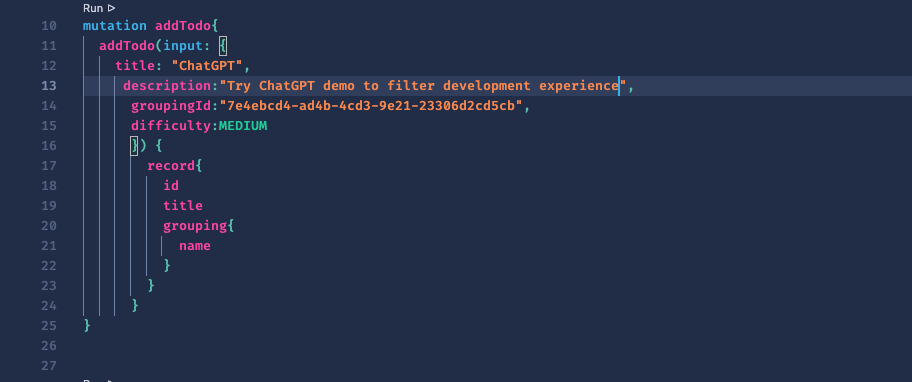 Run ▷
10 mutation addTodo{
11 addTodo(input: {
12 title: "ChatGPT",
13 description:"Try ChatGPT demo to filter development experience",
14 groupingId:"7e4ebcd4-ad4b-4cd3-9e21-23306d2cd5cb",
15 difficulty:MEDIUM
16 }) {
17 record{
18 id
19 title
20 grouping{
21 name
22 }
23 }
24 }
25 }
26
27
Run ▷